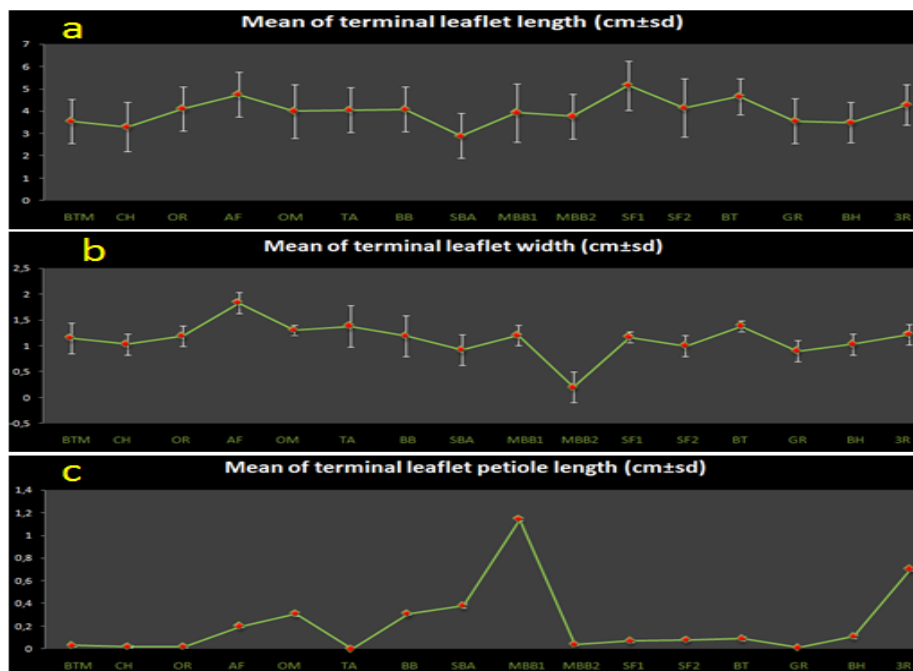 a
Mean of terminal leaflet length (cm±sd)
7
6
5
4
3
2
1
0
BTM CH OR AF OM TA BB SBA MBB1 MBB2 SF1 SF2 BT GR BH 3R
b
Mean of terminal leaflet width (cm±sd)
2,5
2
1,5
1
0,5
0
-0,5
BTM CH OR AF OM TA BB SBA MBB1 MBB2 SF1 SF2 BT GR BH 3R
c
Mean of terminal leaflet petiole length (cm±sd)
1,4
1,2
1
0,8
0,6
0,4
0,2
0
BTM CH OR AF OM TA BB SBA MBB1 MBB2 SF1 SF2 BT GR BH 3R